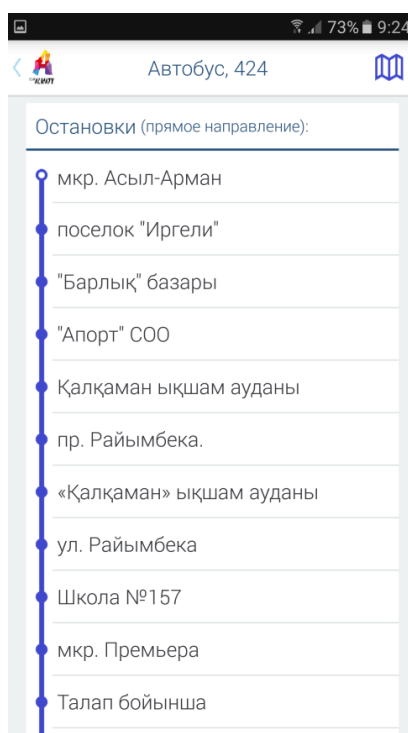 73% 9:24
Автобус, 424
Остановки (прямое направление):
мкр. Асыл-Арман
поселок "Иргели"
"Барлық" базары
"Апорт" СОО
Қалқаман ықшам ауданы
пр. Райымбека.
«Қалқаман» ықшам ауданы
ул. Райымбека
Школа №157
мкр. Премьера
Талап бойынша